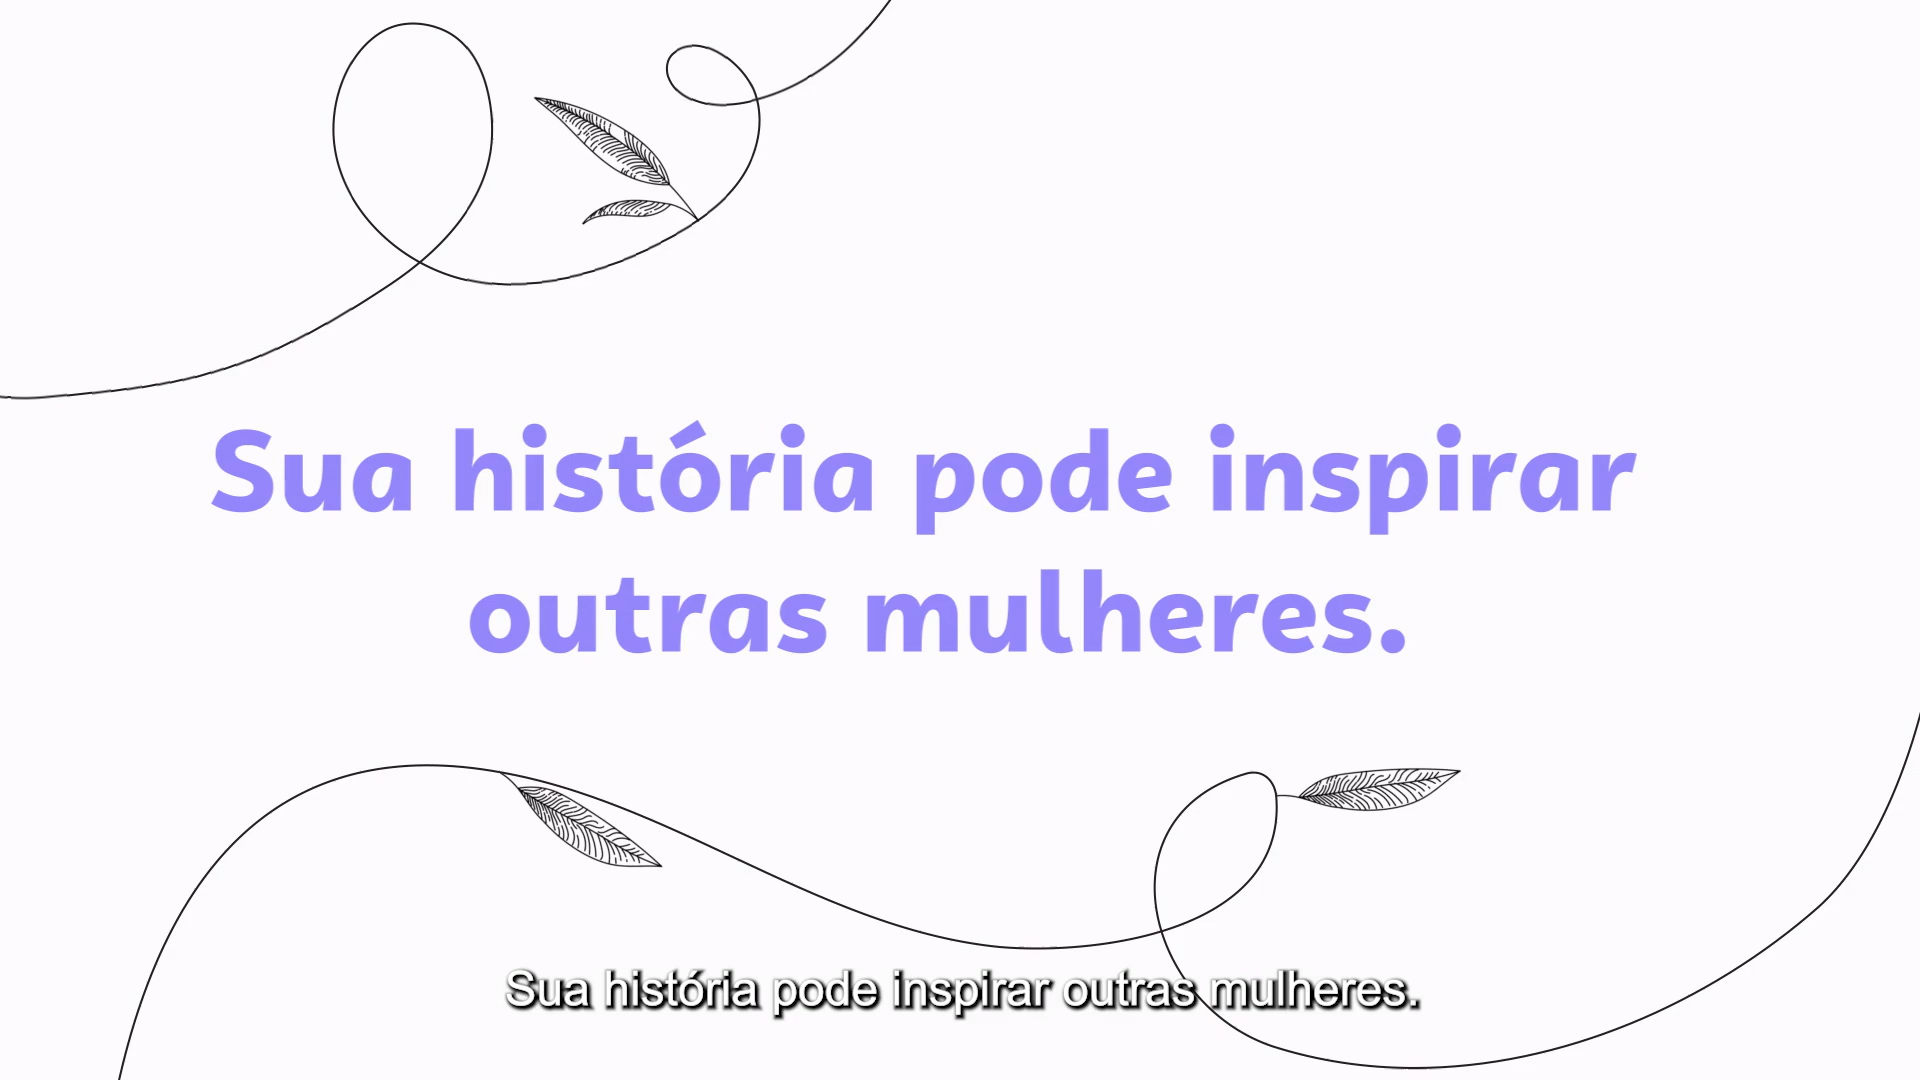 Sua história pode inspirar
outras mulheres.
Sua história pode inspirar outras mulheres.